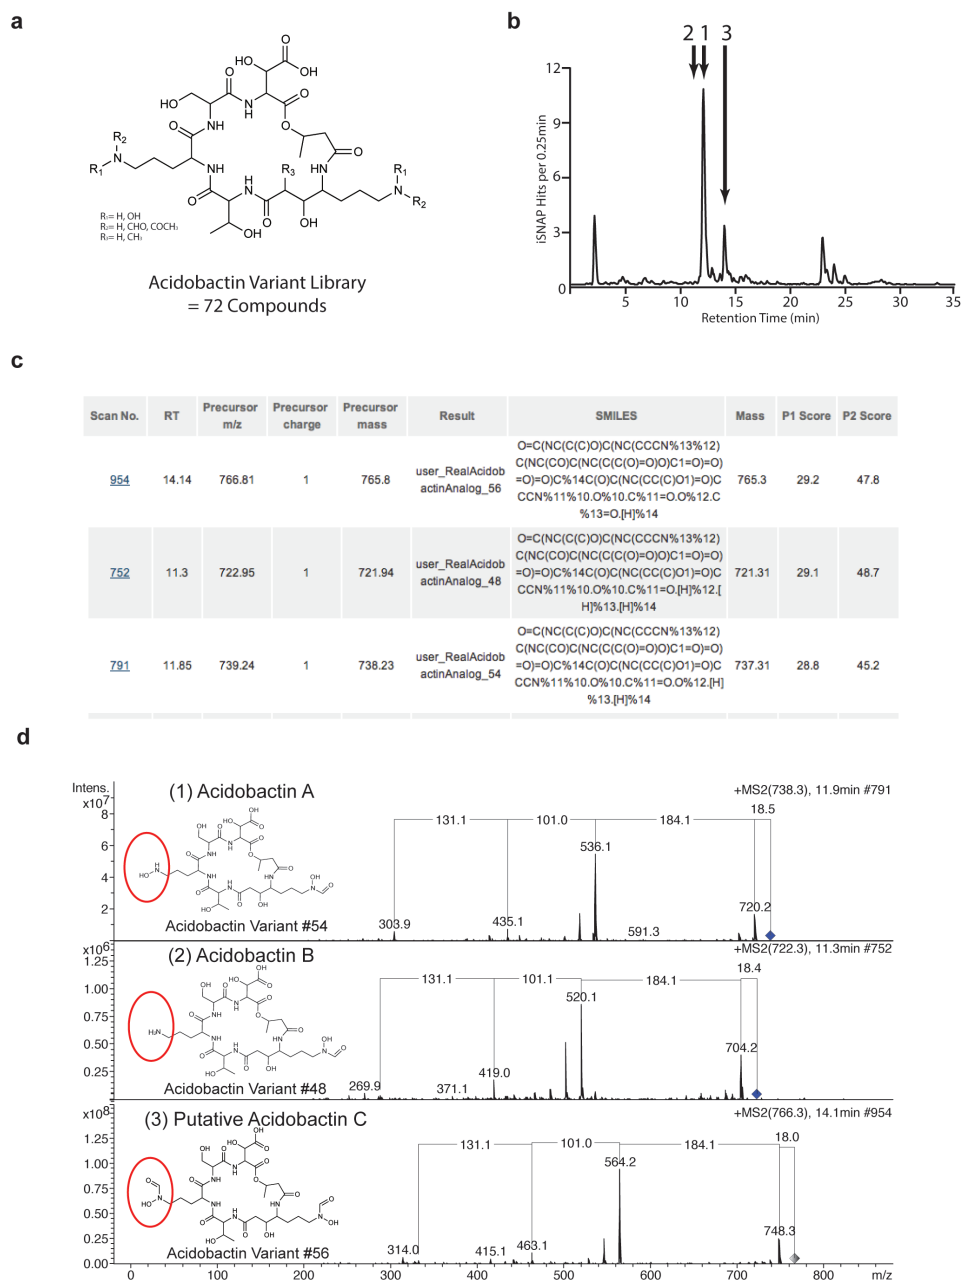 a
O
HO
OH
O
HO
NH
O
O
O
NH
O
R₂
N
R₁
NH
HN
O
R₃
R₁
N
R₂
O
NH
O
OH
OH
R₁= H, OH
R₂= H, CHO, COCH₃
R₃= H, CH₃
Acidobactin Variant Library
= 72 Compounds
b
2 1 3
12
9
6
3
0
iSNAP Hits per 0.25min
5 10 15 20 25 30 35
Retention Time (min)
c
Scan No. RT Precursor m/z Precursor charge Precursor mass Result SMILES Mass P1 Score P2 Score
954 14.14 766.81 1 765.8 user_RealAcidobactinAnalog_56 765.3 29.2 47.8
O=C(NC(C(C)O)C(NC(CCCN%13%12)
C(NC(CO)C(NC(C(C(O)=O)O)C1=O)=O)
=O)=O)C%14C(O)C(NC(CC(C)O1)=O)C
CCN%11%10.O%10.C%11=O.O%12.C
%13=O.[H]%14
752 11.3 722.95 1 721.94 user_RealAcidobactinAnalog_48 721.31 29.1 48.7
O=C(NC(C(C)O)C(NC(CCCN%13%12)
C(NC(CO)C(NC(C(C(O)=O)O)C1=O)=O)
=O)=O)C%14C(O)C(NC(CC(C)O1)=O)C
CCN%11%10.O%10.C%11=O.[H]%12.[
H]%13.[H]%14
791 11.85 739.24 1 738.23 user_RealAcidobactinAnalog_54 737.31 28.8 45.2
O=C(NC(C(C)O)C(NC(CCCN%13%12)
C(NC(CO)C(NC(C(C(O)=O)O)C1=O)=O)
=O)=O)C%14C(O)C(NC(CC(C)O1)=O)C
CCN%11%10.O%10.C%11=O.O%12.[H]
%13.[H]%14
d
Intens.
x10⁷
8
6
4
2
(1) Acidobactin A
+MS2(738.3), 11.9min #791
131.1 101.0 184.1 18.5
303.9 435.1 536.1 591.3 720.2
Acidobactin Variant #54
x10⁶
1.25
1.00
0.75
0.50
0.25
(2) Acidobactin B
+MS2(722.3), 11.3min #752
131.1 101.1 184.1 18.4
269.9 371.1 419.0 520.1 704.2
Acidobactin Variant #48
x10⁸
1.25
1.00
0.75
0.50
0.25
0.00
(3) Putative Acidobactin C
+MS2(766.3), 14.1min #954
131.1 101.0 184.1 18.0
314.0 415.1 463.1 564.2 748.3
Acidobactin Variant #56
0 100 200 300 400 500 600 700 800 m/z